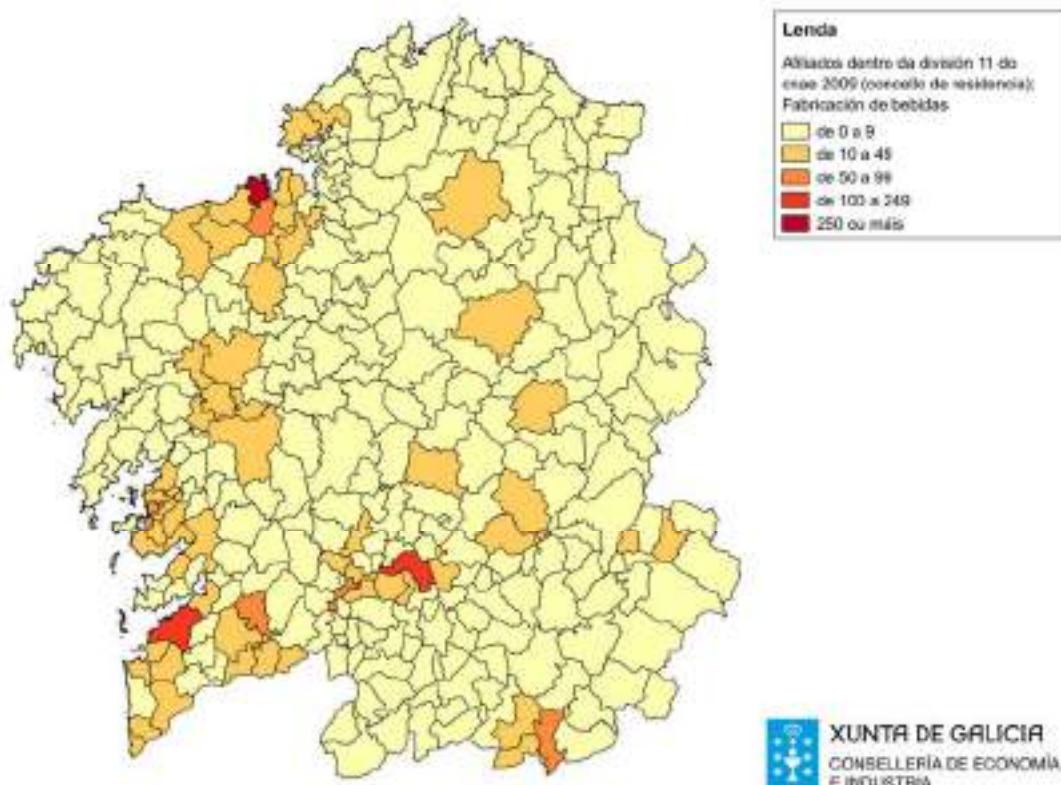 Lenda
Afiliados dentro da división 11 do
cnae 2009 (concello de residencia):
Fabricación de bebidas
de 0 a 9
de 10 a 49
de 50 a 99
de 100 a 249
250 ou máis
XUNTA DE GALICIA
CONSELLERÍA DE ECONOMÍA
E INDUSTRIA